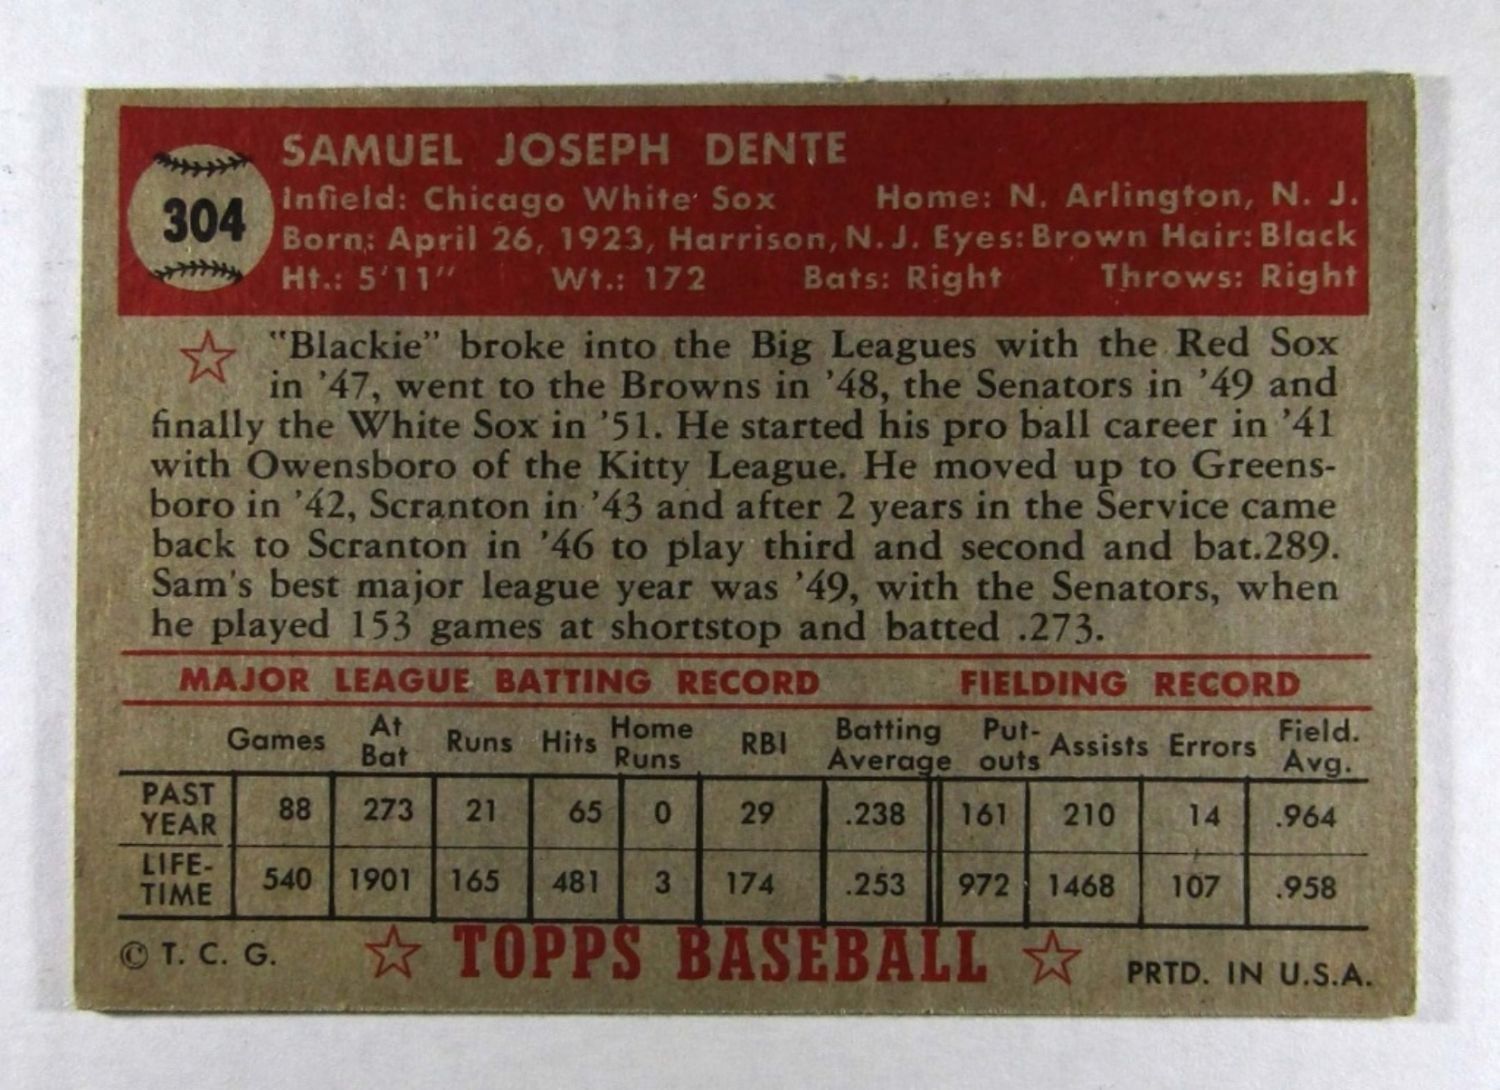 304
SAMUEL JOSEPH DENTE
Infield: Chicago White Sox Home: N. Arlington, N. J.
Born: April 26, 1923, Harrison, N. J. Eyes: Brown Hair: Black
Ht.: 5'11" Wt.: 172 Bats: Right Throws: Right
"Blackie" broke into the Big Leagues with the Red Sox
in '47, went to the Browns in '48, the Senators in '49 and
finally the White Sox in '51. He started his pro ball career in '41
with Owensboro of the Kitty League. He moved up to Greens-
boro in '42, Scranton in '43 and after 2 years in the Service came
back to Scranton in '46 to play third and second and bat.289.
Sam's best major league year was '49, with the Senators, when
he played 153 games at shortstop and batted .273.
MAJOR LEAGUE BATTING RECORD FIELDING RECORD
Games At Bat Runs Hits Home Runs RBI Batting Average Put-outs Assists Errors Field. Avg.
PAST YEAR 88 273 21 65 0 29 .238 161 210 14 .964
LIFE-TIME 540 1901 165 481 3 174 .253 972 1468 107 .958
© T. C. G. TOPPS BASEBALL PRTD. IN U.S.A.